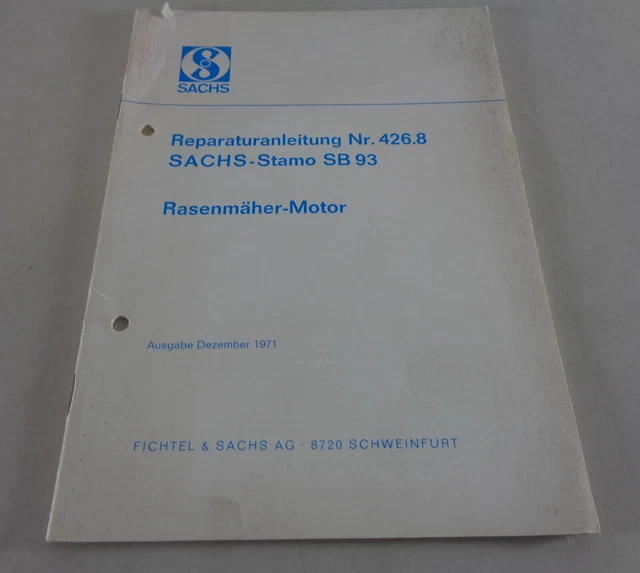 SACHS
Reparaturanleitung Nr. 426.8
SACHS-Stamo SB 93
Rasenmäher-Motor
Ausgabe Dezember 1971
FICHTEL & SACHS AG · 8720 SCHWEINFURT